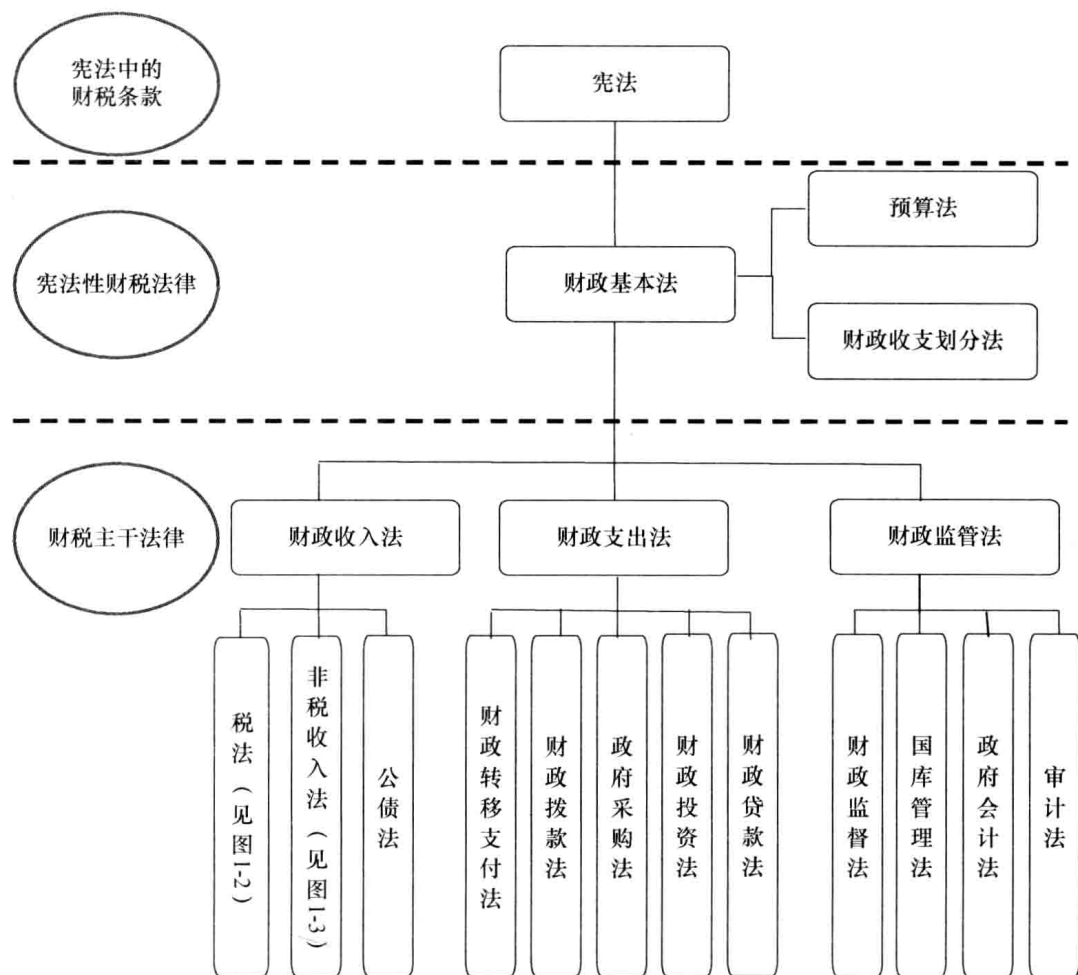 宪法中的
财税条款
宪法
预算法
宪法性财税法律
财政基本法
财政收支划分法
财税主干法律
财政收入法
财政支出法
财政监管法
税法（见图1-2）
非税收入法（见图1-3）
公债法
财政转移支付法
财政拨款法
政府采购法
财政投资法
财政贷款法
财政监督法
国库管理法
政府会计法
审计法